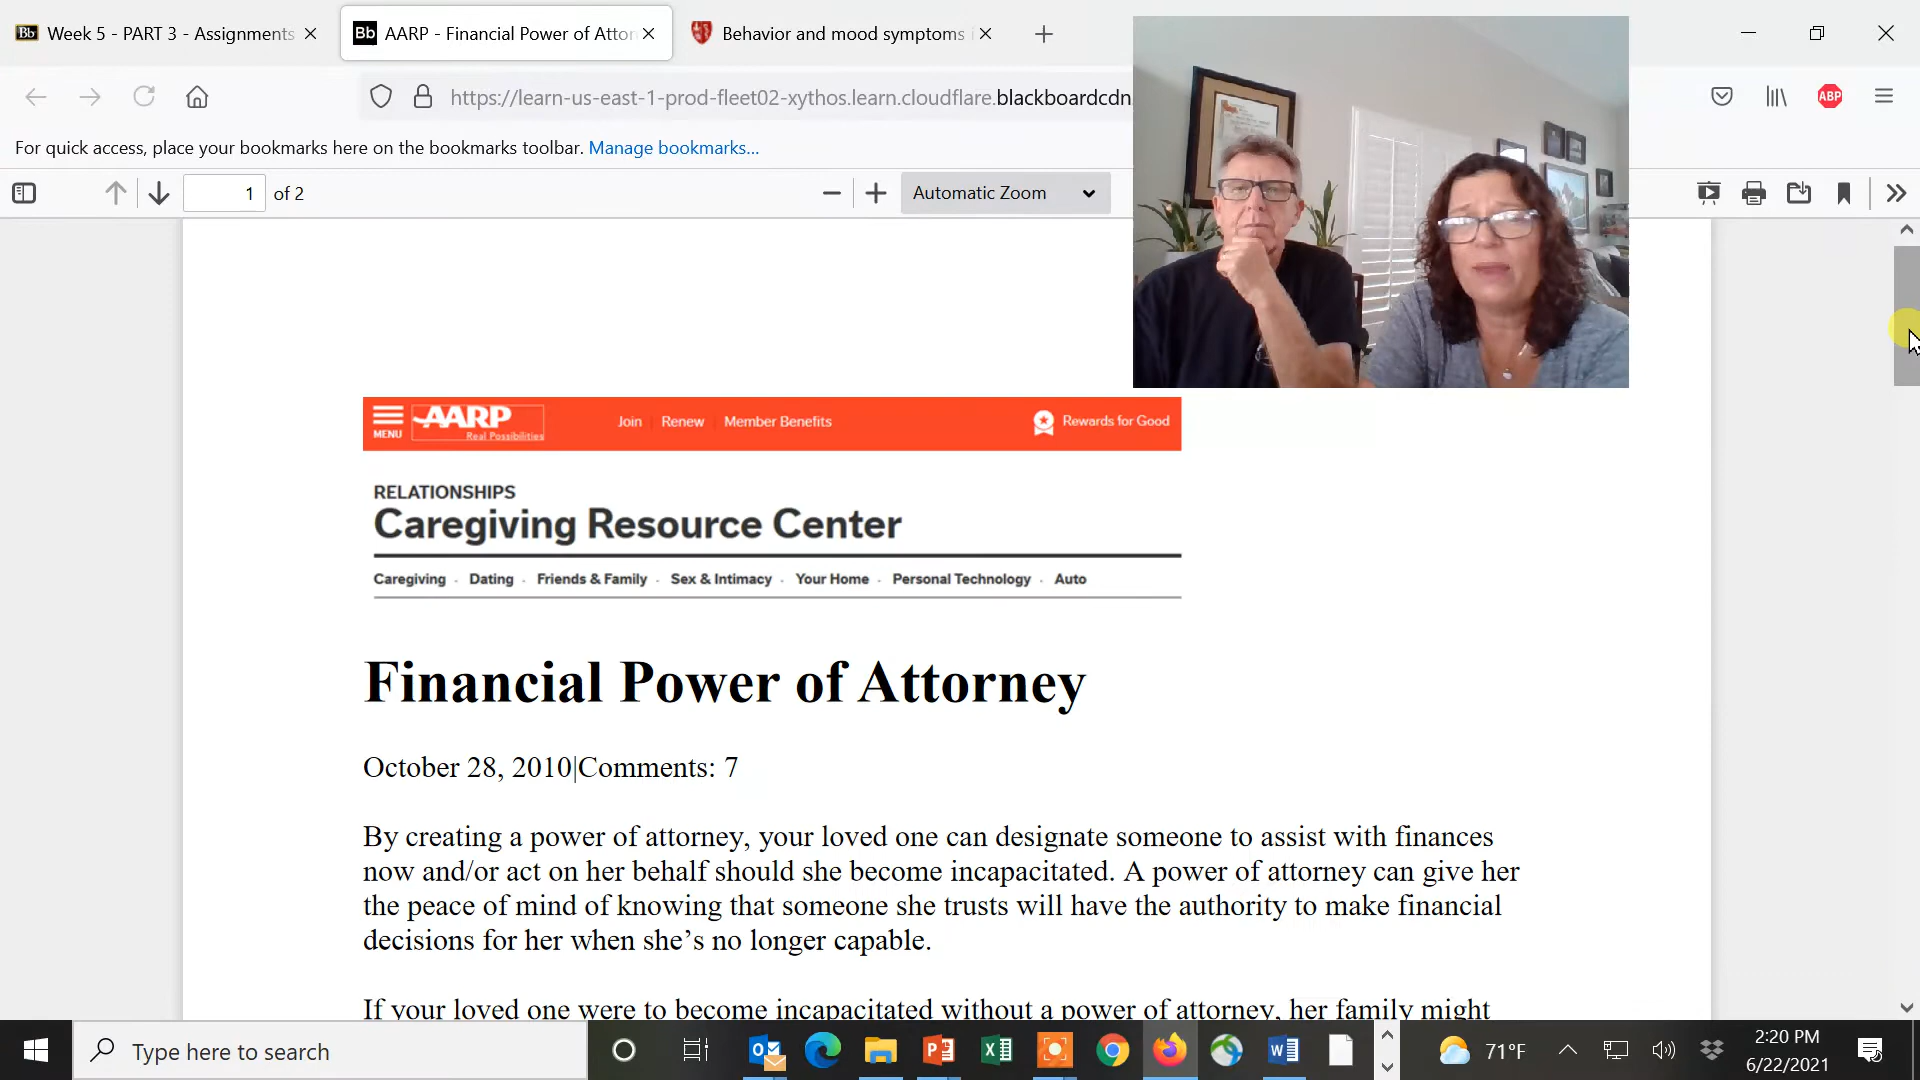 Bb Week 5 - PART 3 - Assignments
Bb AARP - Financial Power of Attor
Behavior and mood symptoms i
https://learn-us-east-1-prod-fleet02-xythos.learn.cloudflare.blackboardcdn
ABP
For quick access, place your bookmarks here on the bookmarks toolbar. Manage bookmarks...
1 of 2
Automatic Zoom
MENU
AARP
Real Possibilities
Join Renew Member Benefits
Rewards for Good
RELATIONSHIPS
Caregiving Resource Center
Caregiving Dating Friends & Family Sex & Intimacy Your Home Personal Technology Auto
Financial Power of Attorney
October 28, 2010|Comments: 7
By creating a power of attorney, your loved one can designate someone to assist with finances
now and/or act on her behalf should she become incapacitated. A power of attorney can give her
the peace of mind of knowing that someone she trusts will have the authority to make financial
decisions for her when she’s no longer capable.
If your loved one were to become incapacitated without a power of attorney, her family might
Type here to search
71°F
2:20 PM
6/22/2021